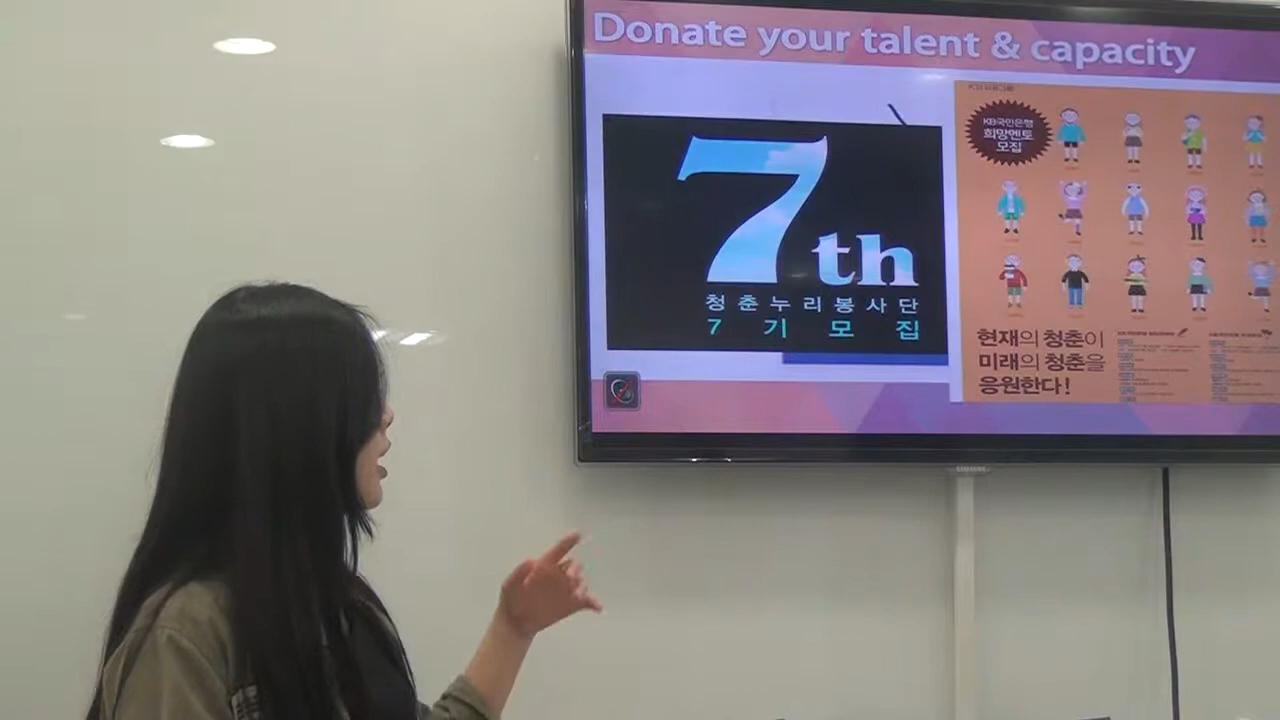 Donate your talent & capacity
7th
청춘누리봉사단
7기모집
KB국민은행
희망멘토
모집
현재의 청춘이
미래의 청춘을
응원한다!